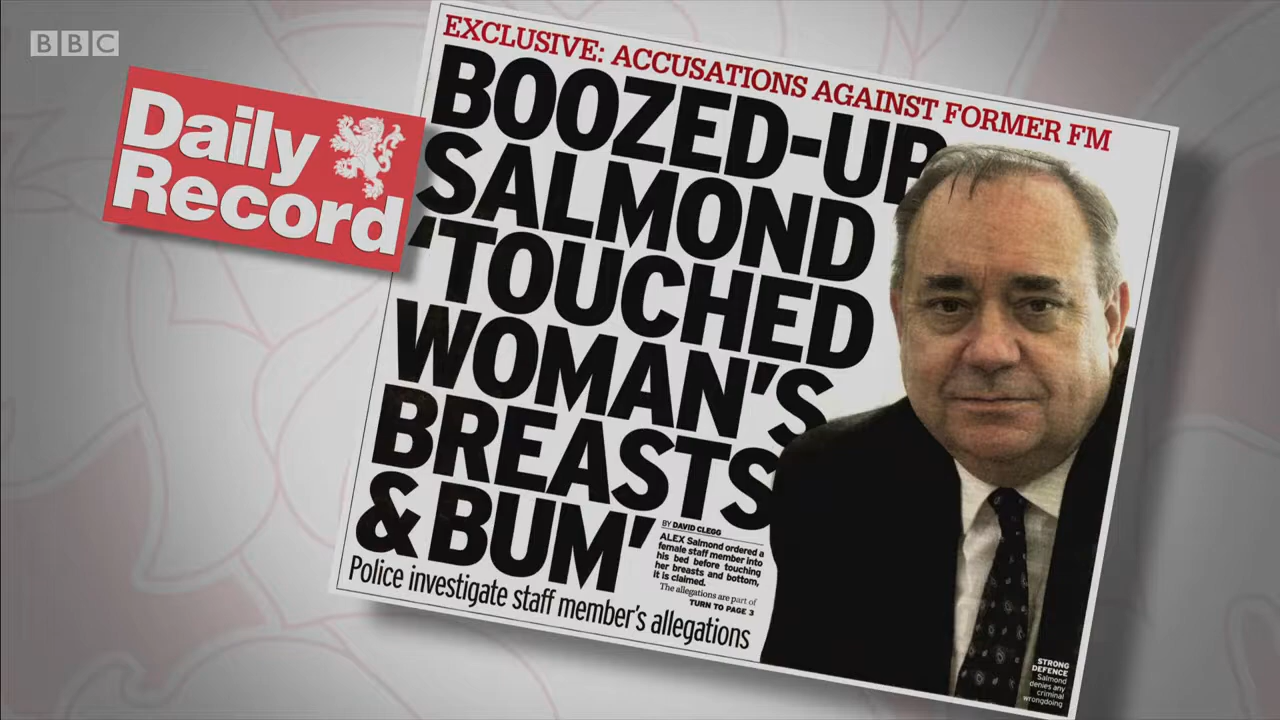 BBC
Daily
Record
EXCLUSIVE: ACCUSATIONS AGAINST FORMER FM
BOOZED-UP
SALMOND
'TOUCHED
WOMAN'S
BREASTS
& BUM'
BY DAVID CLEGG
ALEX Salmond ordered a
female staff member into
his bed before touching
her breasts and bottom,
it is claimed.
The allegations are part of
TURN TO PAGE 3
Police investigate staff member's allegations
STRONG
DEFENCE
Salmond
denies any
criminal
wrongdoing